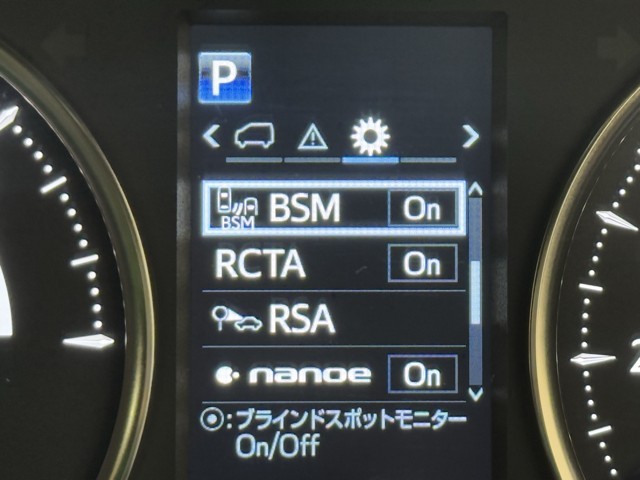 P
BSM BSM On
RCTA On
RSA
nanoe On
⦿:ブラインドスポットモニター
On/Off
2